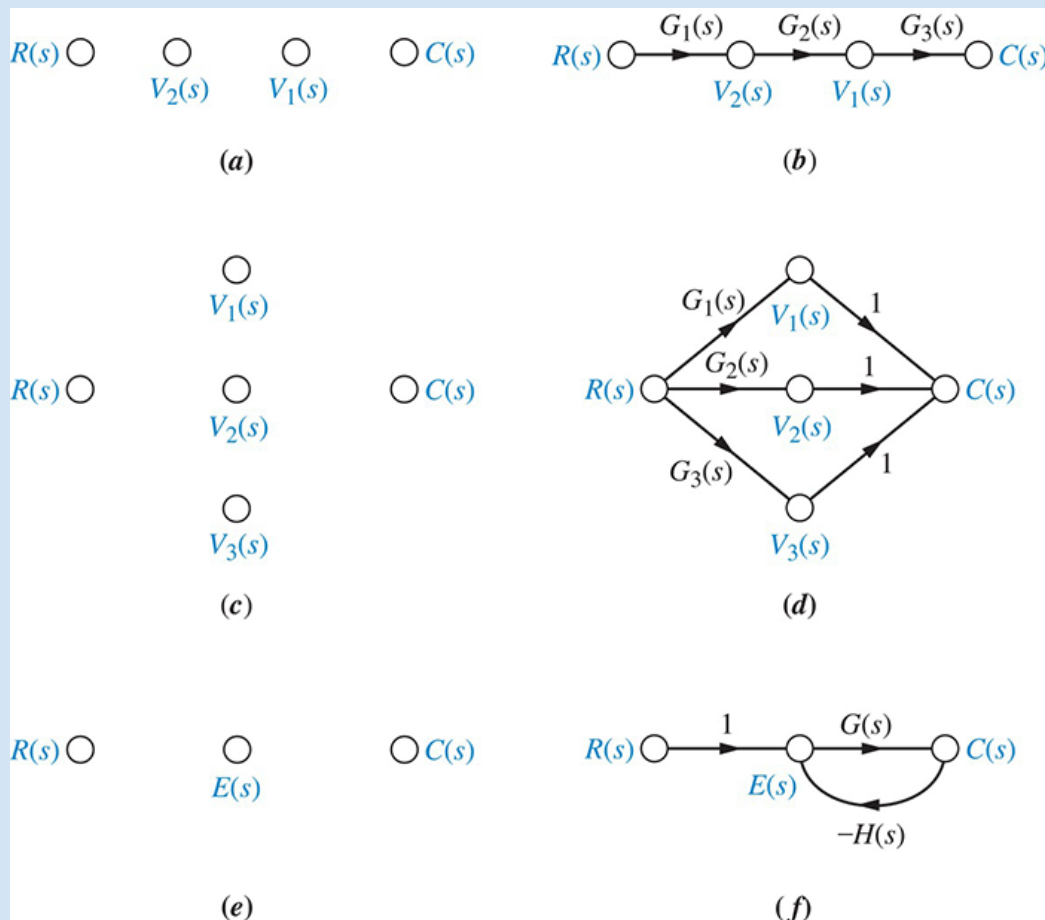 R(s) C(s)
V₂(s) V₁(s)
(a)
G₁(s) G₂(s) G₃(s)
R(s) C(s)
V₂(s) V₁(s)
(b)
V₁(s)
R(s) C(s)
V₂(s)
V₃(s)
(c)
G₁(s) V₁(s) 1
G₂(s) 1
R(s) C(s)
V₂(s)
G₃(s) 1
V₃(s)
(d)
R(s) C(s)
E(s)
(e)
1 G(s)
R(s) C(s)
E(s)
−H(s)
(f)